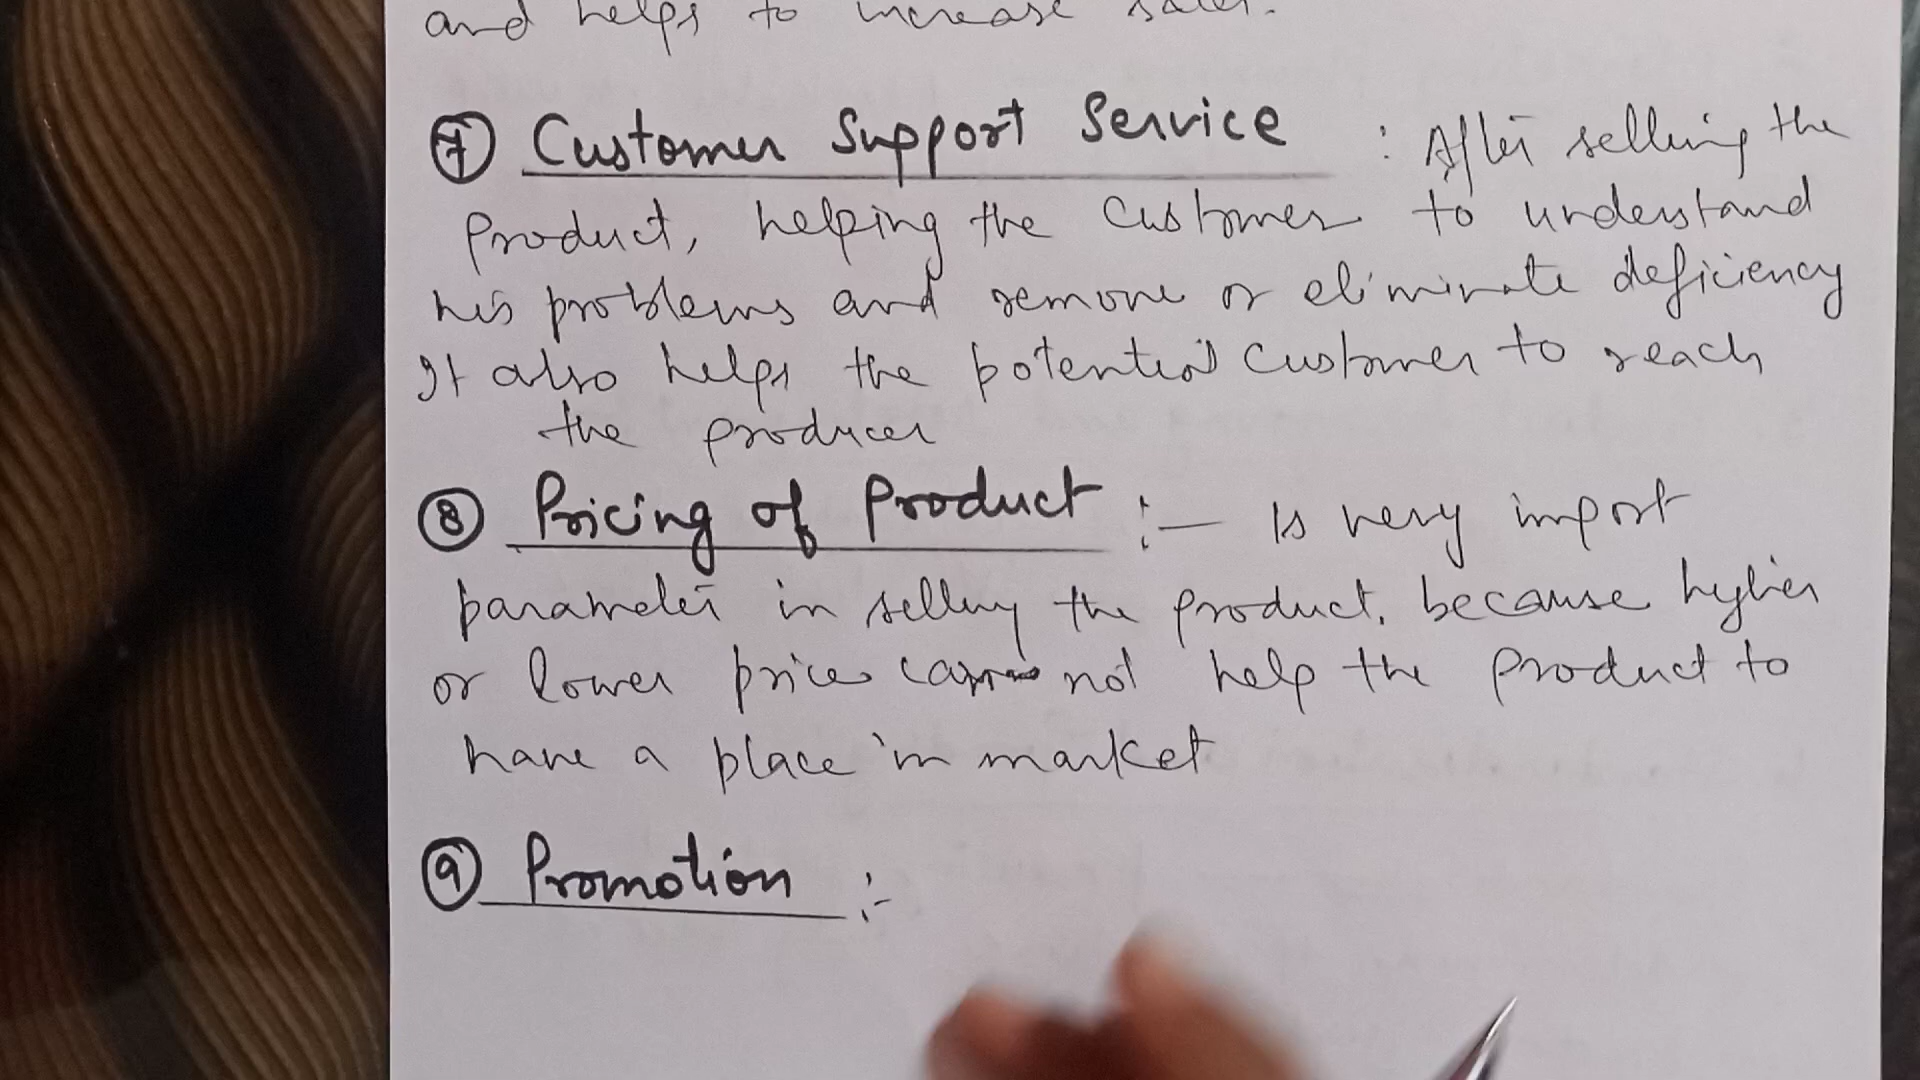 and helps to increase sales.
⑦ Customer Support Service : After selling the
Product, helping the Customer to understand
his problems and remove or eliminate deficiency
It also helps the potential Customer to reach
the producer
⑧ Pricing of Product :— Is very import
parameter in selling the product. because higher
or lower price can not help the product to
have a place in market
⑨ Promotion :-